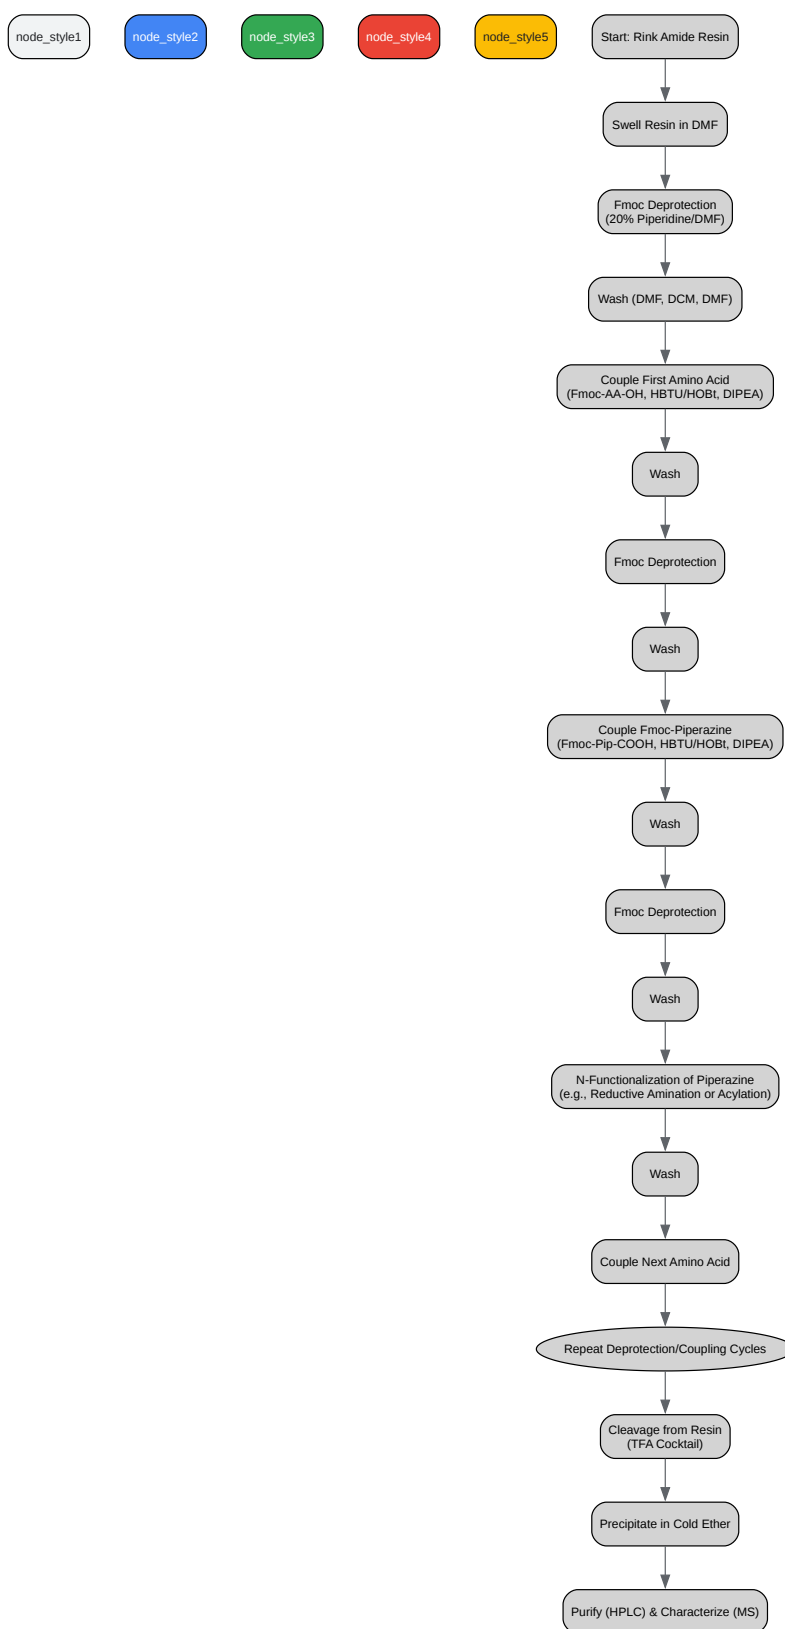 node_style1
node_style2
node_style3
node_style4
node_style5
Start: Rink Amide Resin
Swell Resin in DMF
Fmoc Deprotection
(20% Piperidine/DMF)
Wash (DMF, DCM, DMF)
Couple First Amino Acid
(Fmoc-AA-OH, HBTU/HOBt, DIPEA)
Wash
Fmoc Deprotection
Wash
Couple Fmoc-Piperazine
(Fmoc-Pip-COOH, HBTU/HOBt, DIPEA)
Wash
Fmoc Deprotection
Wash
N-Functionalization of Piperazine
(e.g., Reductive Amination or Acylation)
Wash
Couple Next Amino Acid
Repeat Deprotection/Coupling Cycles
Cleavage from Resin
(TFA Cocktail)
Precipitate in Cold Ether
Purify (HPLC) & Characterize (MS)